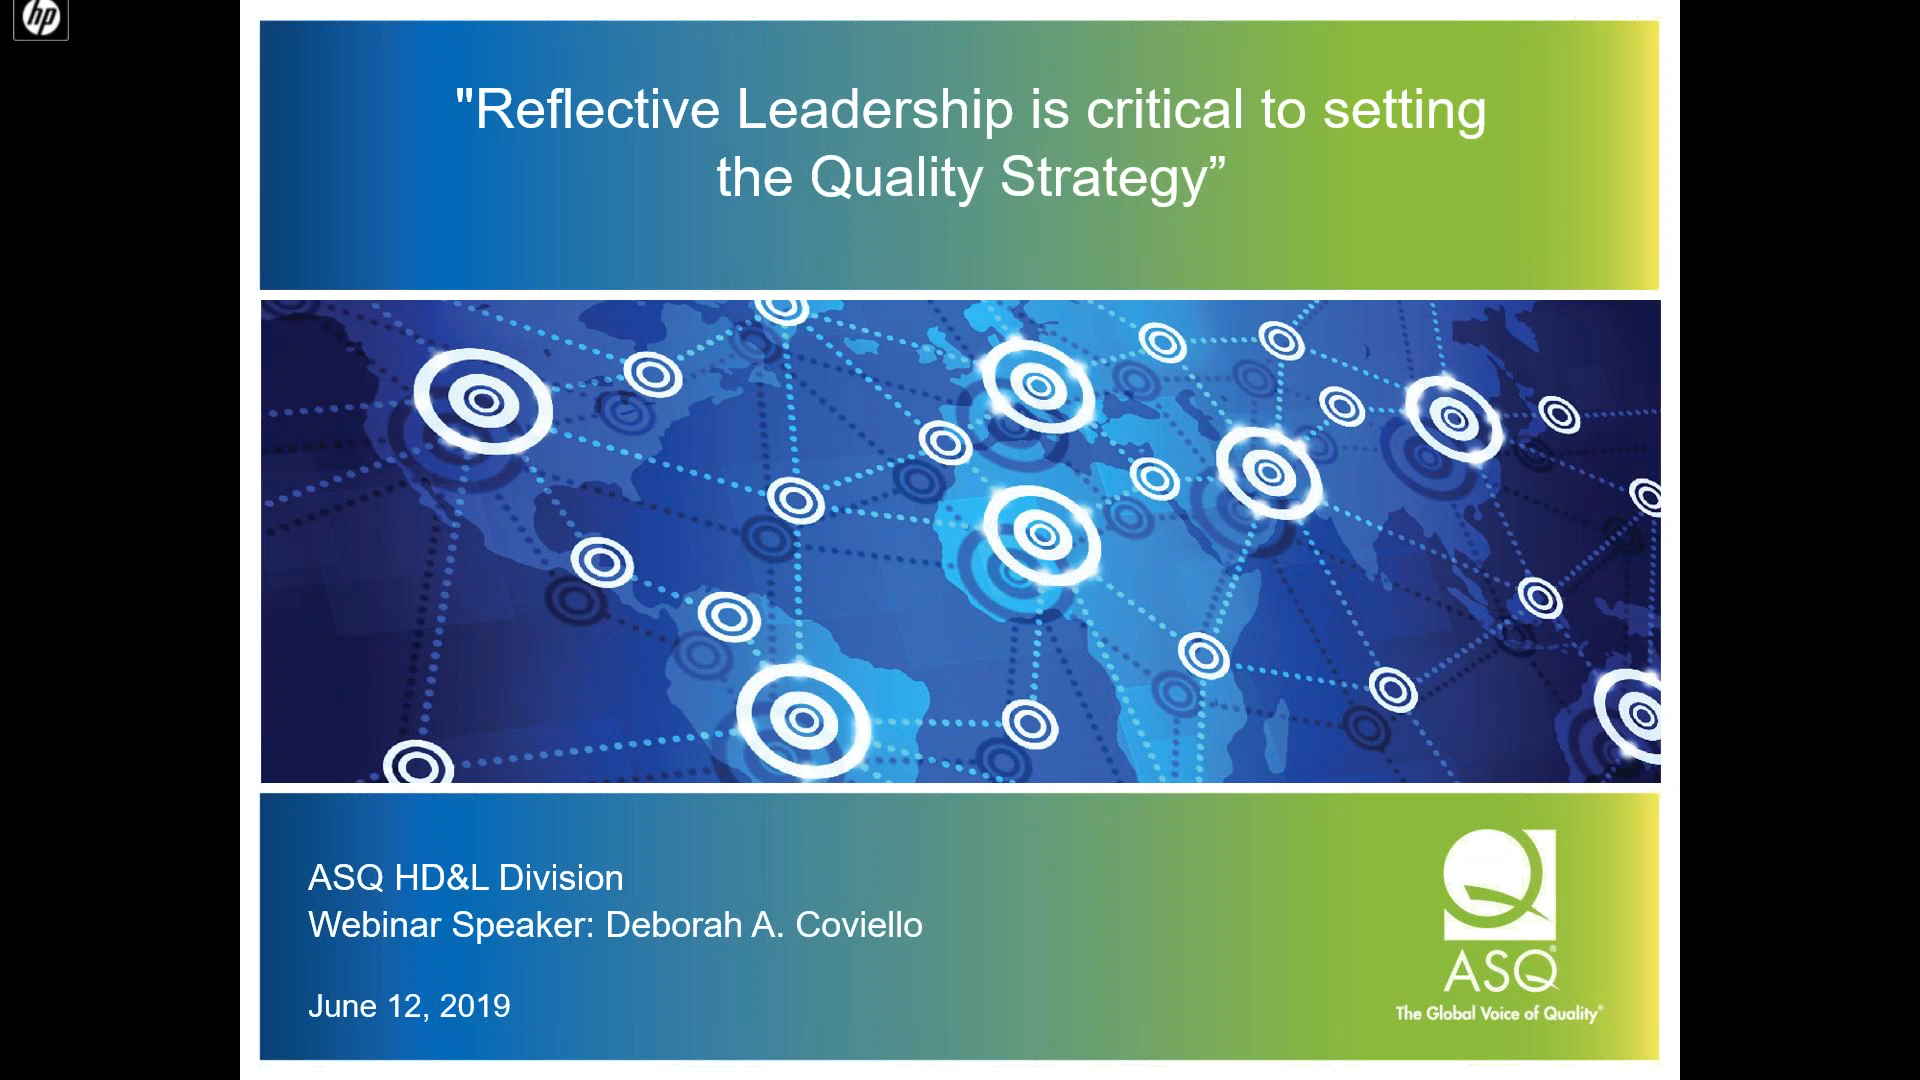 hp
"Reflective Leadership is critical to setting
the Quality Strategy”
ASQ HD&L Division
Webinar Speaker: Deborah A. Coviello
June 12, 2019
ASQ®
The Global Voice of Quality®